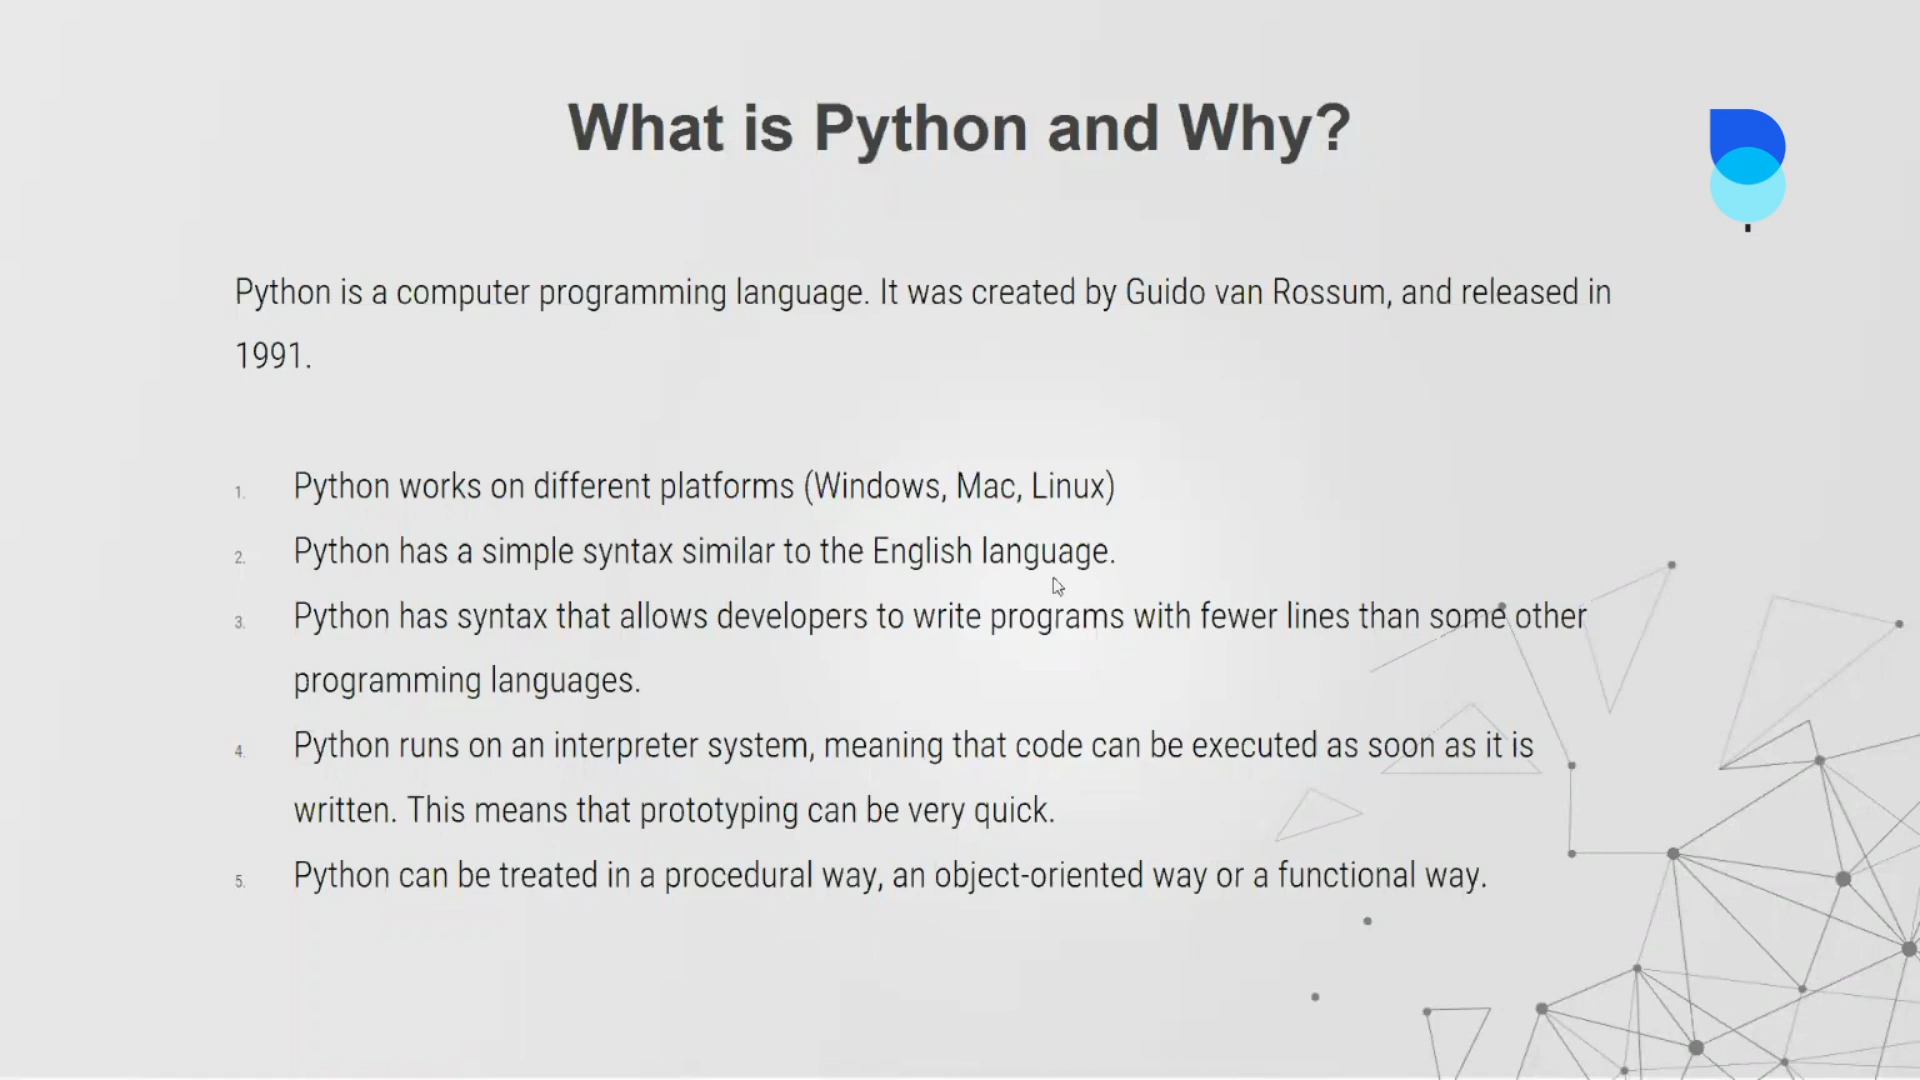 What is Python and Why?
Python is a computer programming language. It was created by Guido van Rossum, and released in
1991.
1. Python works on different platforms (Windows, Mac, Linux)
2. Python has a simple syntax similar to the English language.
3. Python has syntax that allows developers to write programs with fewer lines than some other
programming languages.
4. Python runs on an interpreter system, meaning that code can be executed as soon as it is
written. This means that prototyping can be very quick.
5. Python can be treated in a procedural way, an object-oriented way or a functional way.